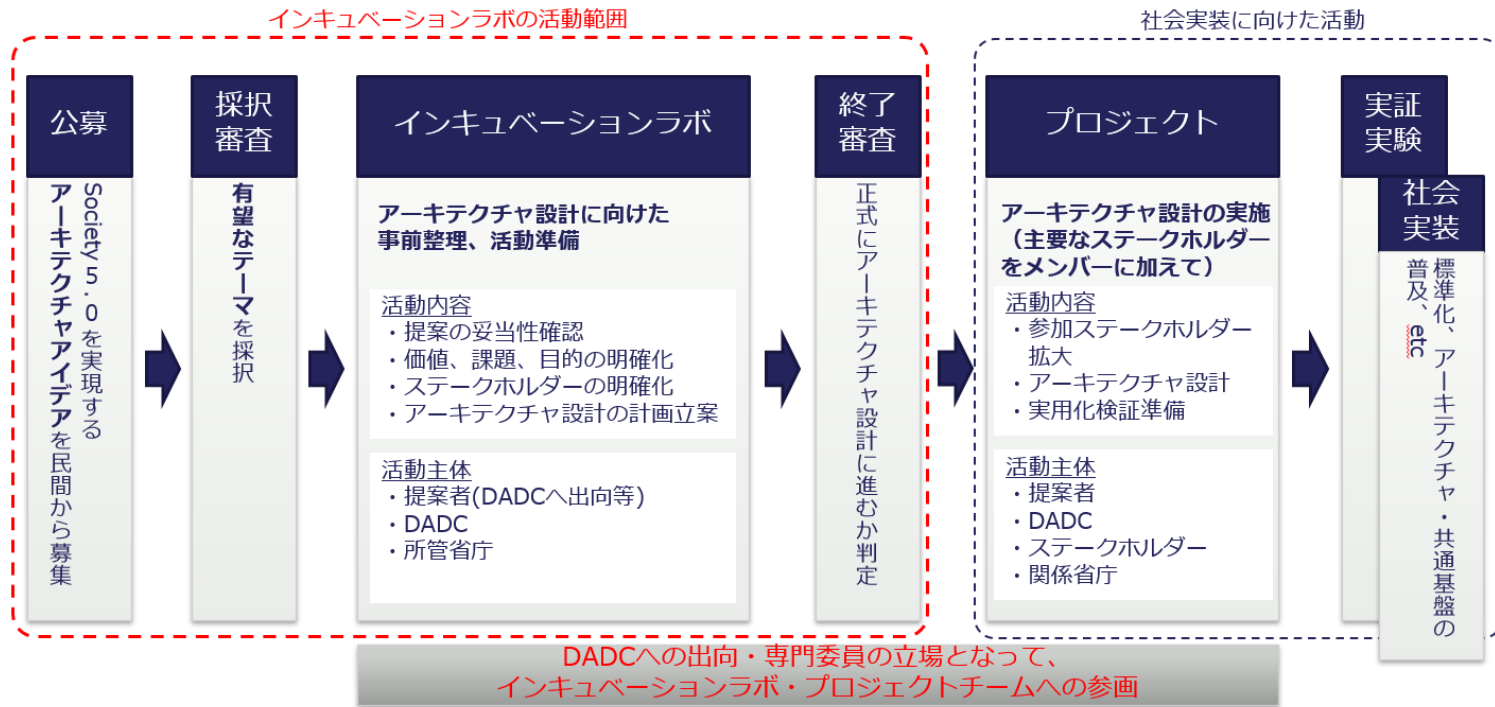 インキュベーションラボの活動範囲
社会実装に向けた活動
公募
Society5.0を実現する
アーキテクチャアイデアを民間から募集
採択
審査
有望なテーマを採択
インキュベーションラボ
アーキテクチャ設計に向けた
事前整理、活動準備
活動内容
・提案の妥当性確認
・価値、課題、目的の明確化
・ステークホルダーの明確化
・アーキテクチャ設計の計画立案
活動主体
・提案者(DADCへ出向等)
・DADC
・所管省庁
終了
審査
正式にアーキテクチャ設計に進むか判定
プロジェクト
アーキテクチャ設計の実施
（主要なステークホルダー
をメンバーに加えて）
活動内容
・参加ステークホルダー
拡大
・アーキテクチャ設計
・実用化検証準備
活動主体
・提案者
・DADC
・ステークホルダー
・関係省庁
実証
実験
社会
実装
標準化、アーキテクチャ・共通基盤の
普及、etc
DADCへの出向・専門委員の立場となって、
インキュベーションラボ・プロジェクトチームへの参画